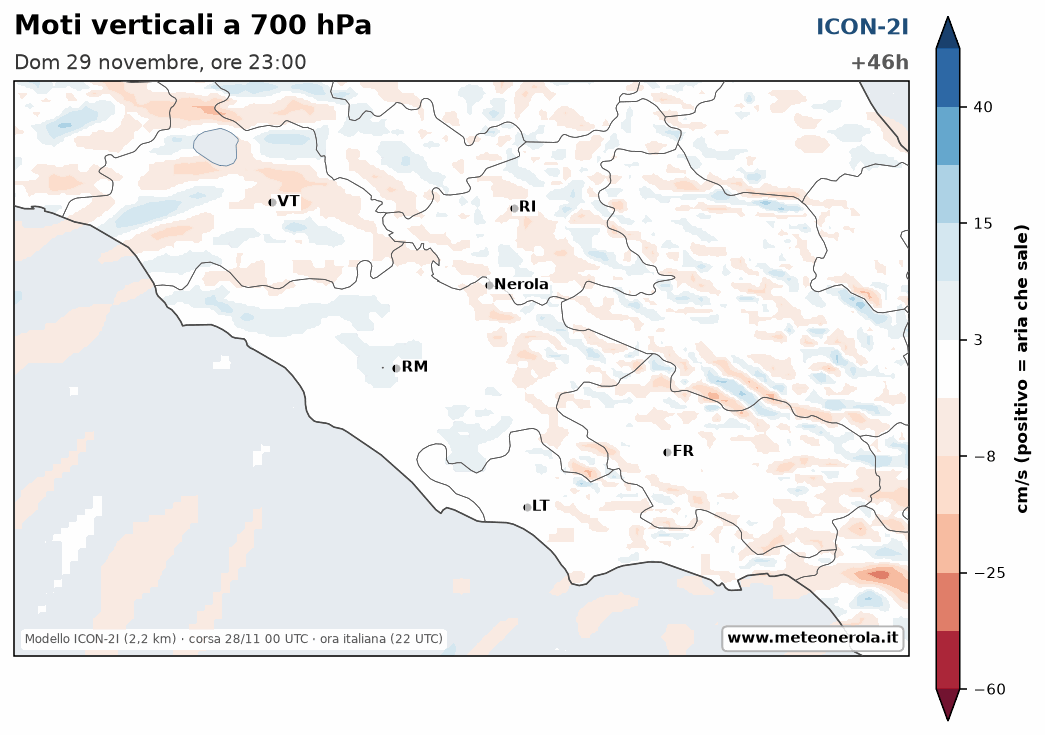 Moti verticali a 700 hPa
ICON-2I
Dom 29 novembre, ore 23:00
+46h
VT
RI
Nerola
RM
FR
LT
40
15
3
−8
−25
−60
cm/s (positivo = aria che sale)
Modello ICON-2I (2,2 km) · corsa 28/11 00 UTC · ora italiana (22 UTC)
www.meteonerola.it